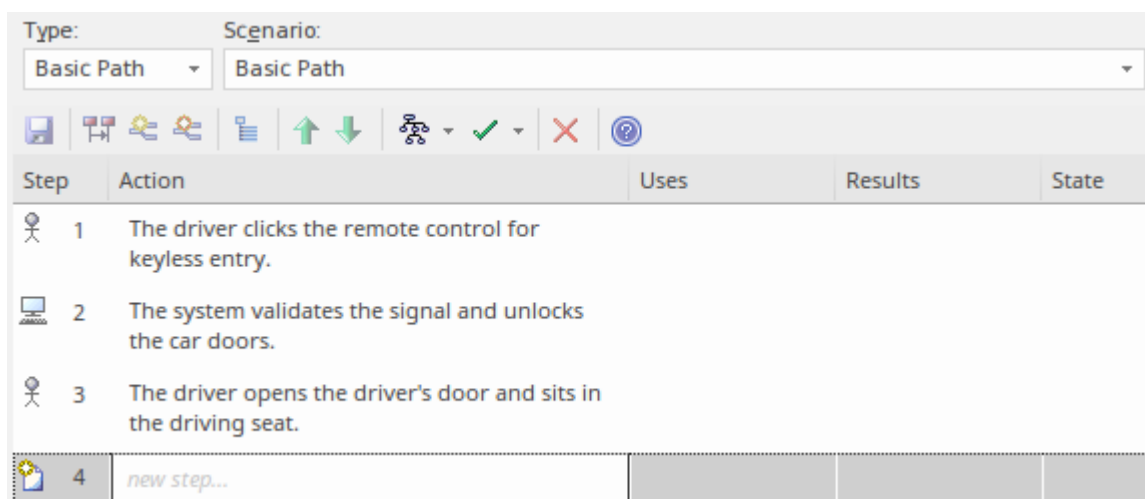 Type: Scenario:
Basic Path Basic Path
Step Action Uses Results State
1 The driver clicks the remote control for
keyless entry.
2 The system validates the signal and unlocks
the car doors.
3 The driver opens the driver's door and sits in
the driving seat.
4 new step...